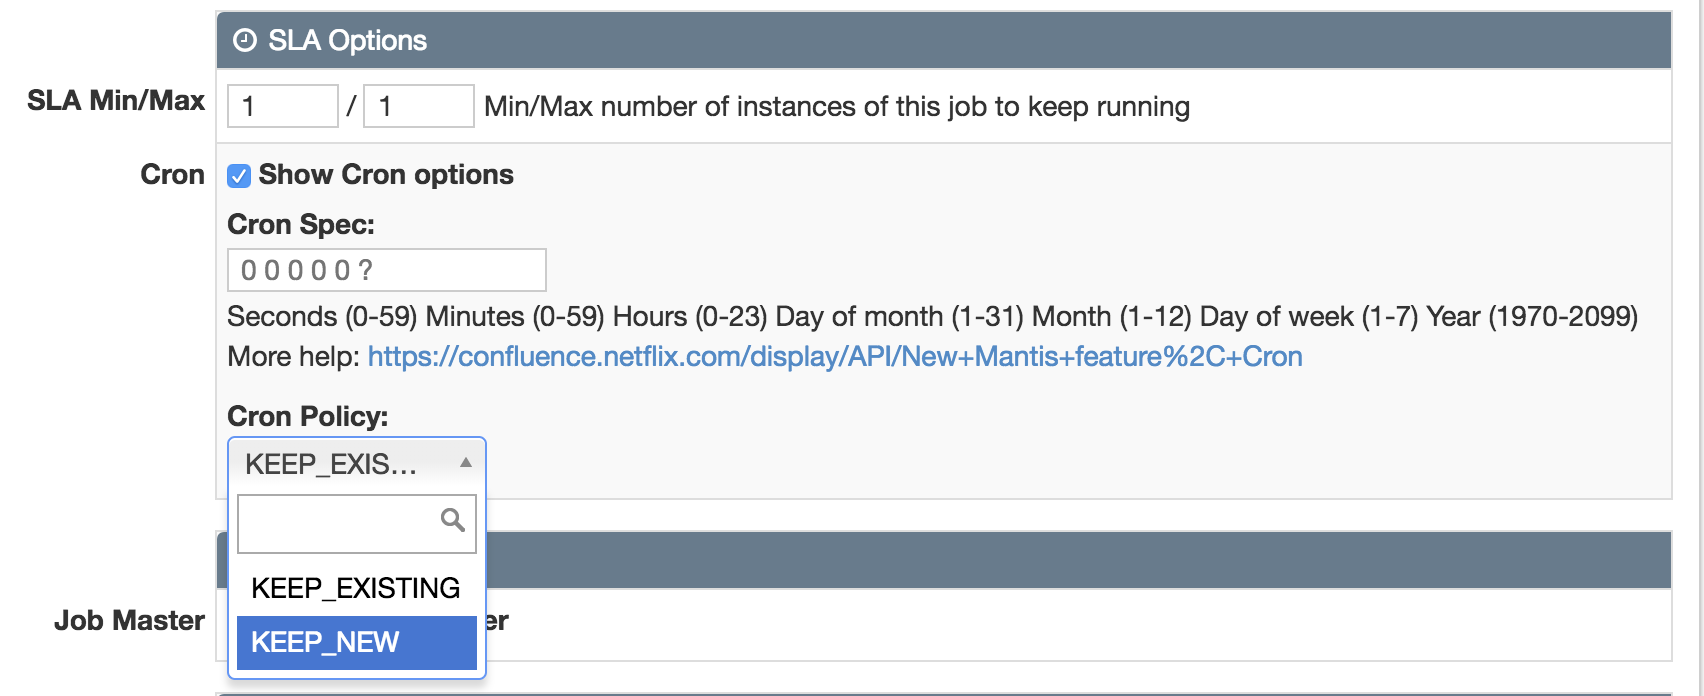 SLA Options
SLA Min/Max 1 / 1 Min/Max number of instances of this job to keep running
Cron Show Cron options
Cron Spec:
0 0 0 0 0 ?
Seconds (0-59) Minutes (0-59) Hours (0-23) Day of month (1-31) Month (1-12) Day of week (1-7) Year (1970-2099)
More help: https://confluence.netflix.com/display/API/New+Mantis+feature%2C+Cron
Cron Policy:
KEEP_EXIS...
KEEP_EXISTING
Job Master er
KEEP_NEW